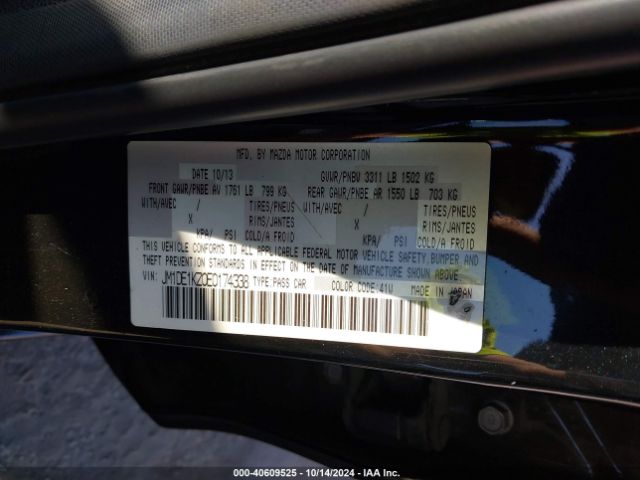 MFD. BY MAZDA MOTOR CORPORATION
DATE 10/13 GVWR/PNBV 3311 LB 1502 KG
FRONT GAWR/PNBE AV 1761 LB 799 KG REAR GAWR/PNBE AR 1550 LB 703 KG
WITH/AVEC / TIRES/PNEUS WITH/AVEC / TIRES/PNEUS
X RIMS/JANTES X RIMS/JANTES
KPA/ PSI COLD/A FROID KPA/ PSI COLD/A FROID
THIS VEHICLE CONFORMS TO ALL APPLICABLE FEDERAL MOTOR VEHICLE SAFETY, BUMPER AND
THEFT PREVENTION STANDARDS IN EFFECT ON THE DATE OF MANUFACTURE SHOWN ABOVE.
VIN: JM1DE1KZ0E0174338 TYPE:PASS CAR COLOR CODE:41U MADE IN JAPAN
000-40609525 - 10/14/2024 - IAA Inc.